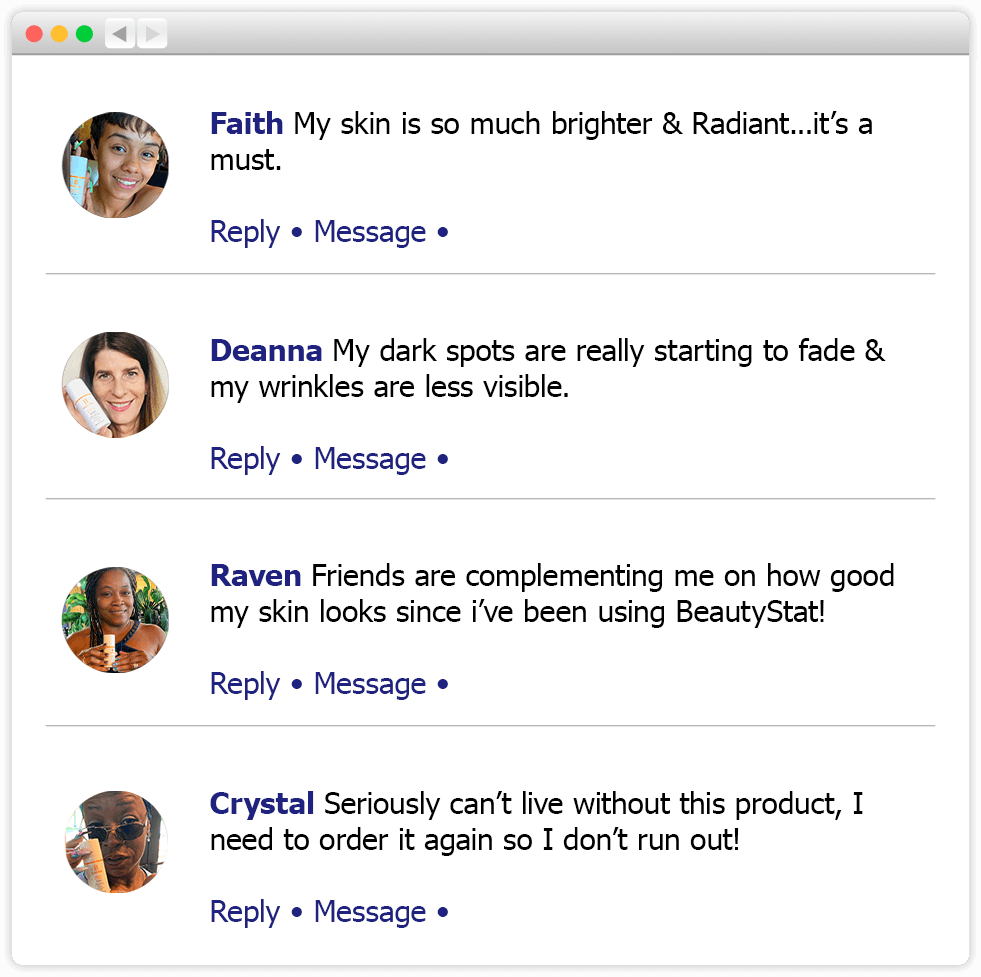 Faith My skin is so much brighter & Radiant...it’s a
must.
Reply • Message •
Deanna My dark spots are really starting to fade &
my wrinkles are less visible.
Reply • Message •
Raven Friends are complementing me on how good
my skin looks since i’ve been using BeautyStat!
Reply • Message •
Crystal Seriously can’t live without this product, I
need to order it again so I don’t run out!
Reply • Message •